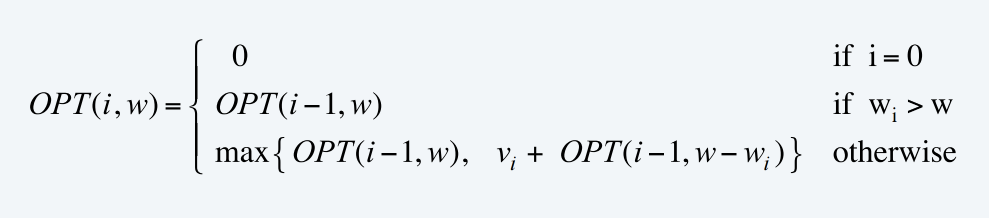 0 if i = 0
OPT(i, w) = { OPT(i−1, w) if wᵢ > w
max{ OPT(i−1, w), vᵢ + OPT(i−1, w−wᵢ)} otherwise